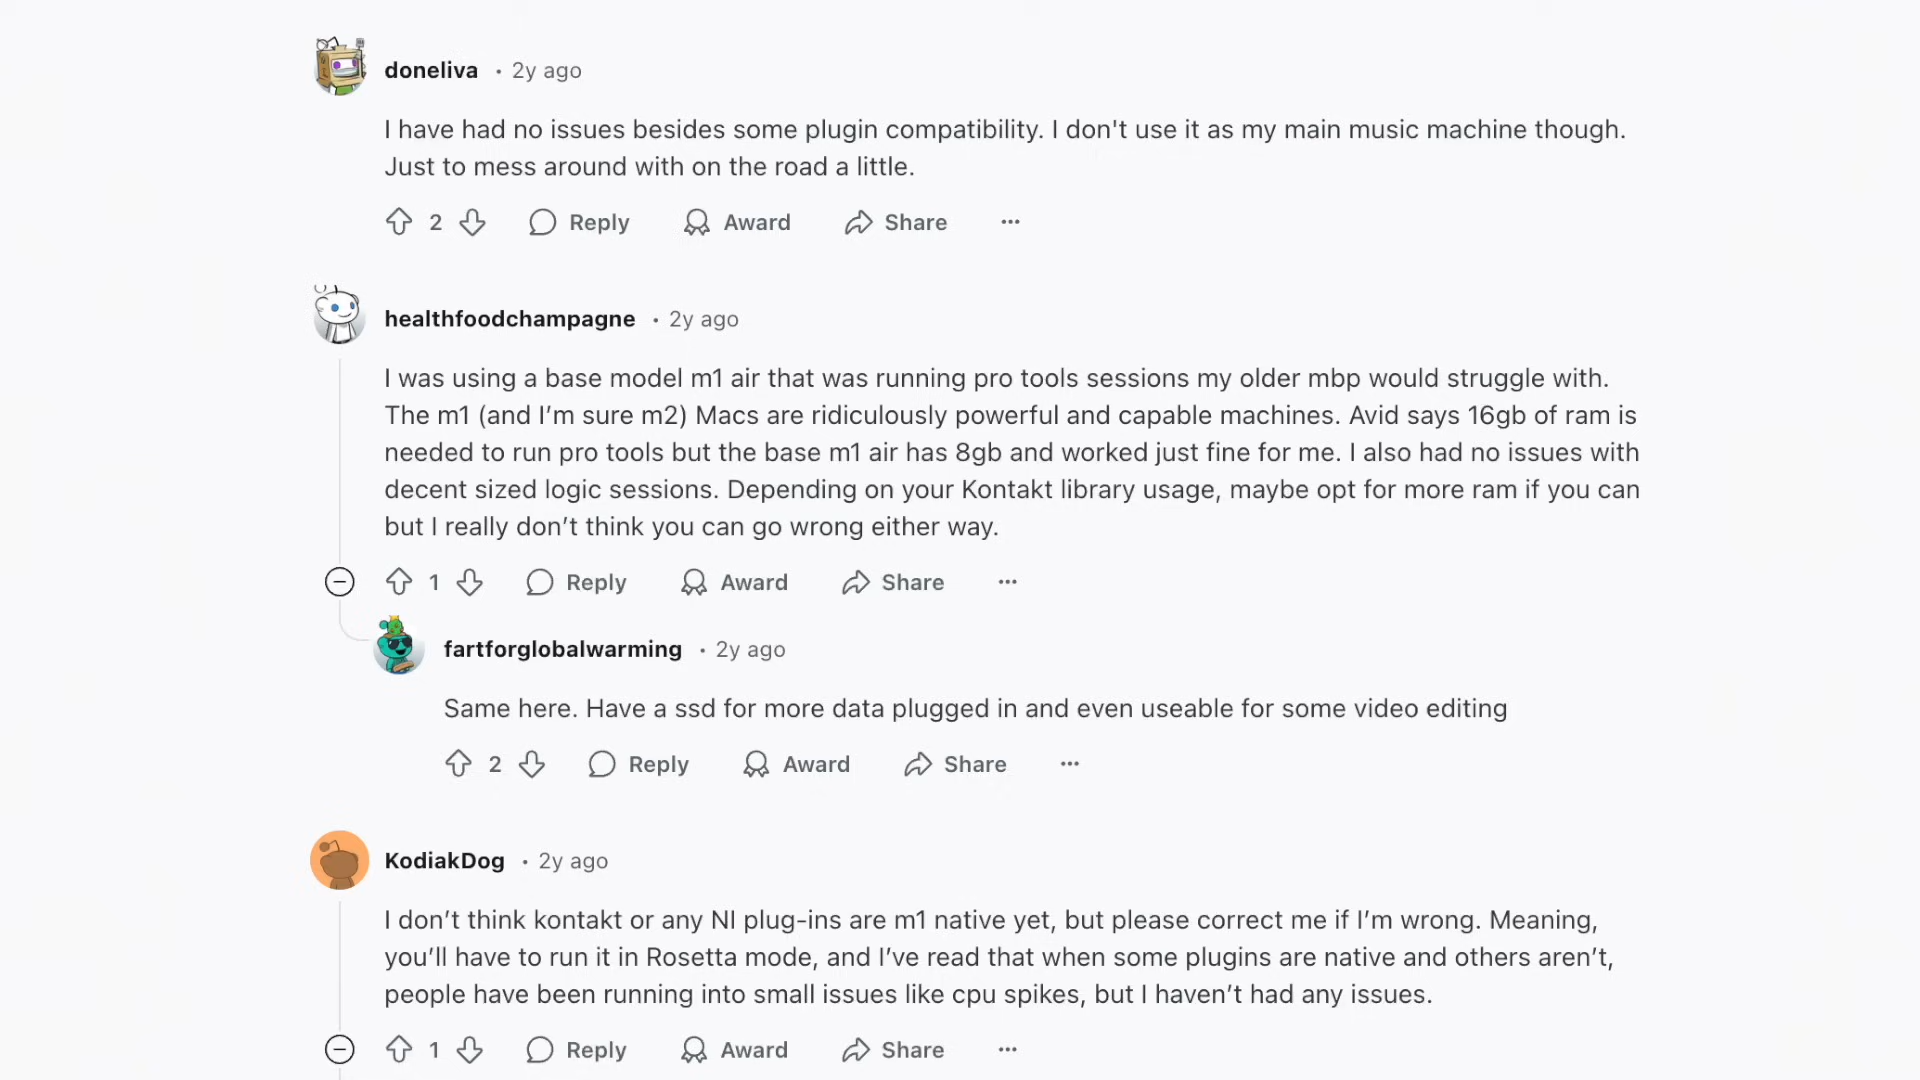 doneliva • 2y ago
I have had no issues besides some plugin compatibility. I don't use it as my main music machine though.
Just to mess around with on the road a little.
2 Reply Award Share ...
healthfoodchampagne • 2y ago
I was using a base model m1 air that was running pro tools sessions my older mbp would struggle with.
The m1 (and I’m sure m2) Macs are ridiculously powerful and capable machines. Avid says 16gb of ram is
needed to run pro tools but the base m1 air has 8gb and worked just fine for me. I also had no issues with
decent sized logic sessions. Depending on your Kontakt library usage, maybe opt for more ram if you can
but I really don’t think you can go wrong either way.
1 Reply Award Share ...
fartforglobalwarming • 2y ago
Same here. Have a ssd for more data plugged in and even useable for some video editing
2 Reply Award Share ...
KodiakDog • 2y ago
I don’t think kontakt or any NI plug-ins are m1 native yet, but please correct me if I’m wrong. Meaning,
you’ll have to run it in Rosetta mode, and I’ve read that when some plugins are native and others aren’t,
people have been running into small issues like cpu spikes, but I haven’t had any issues.
1 Reply Award Share ...